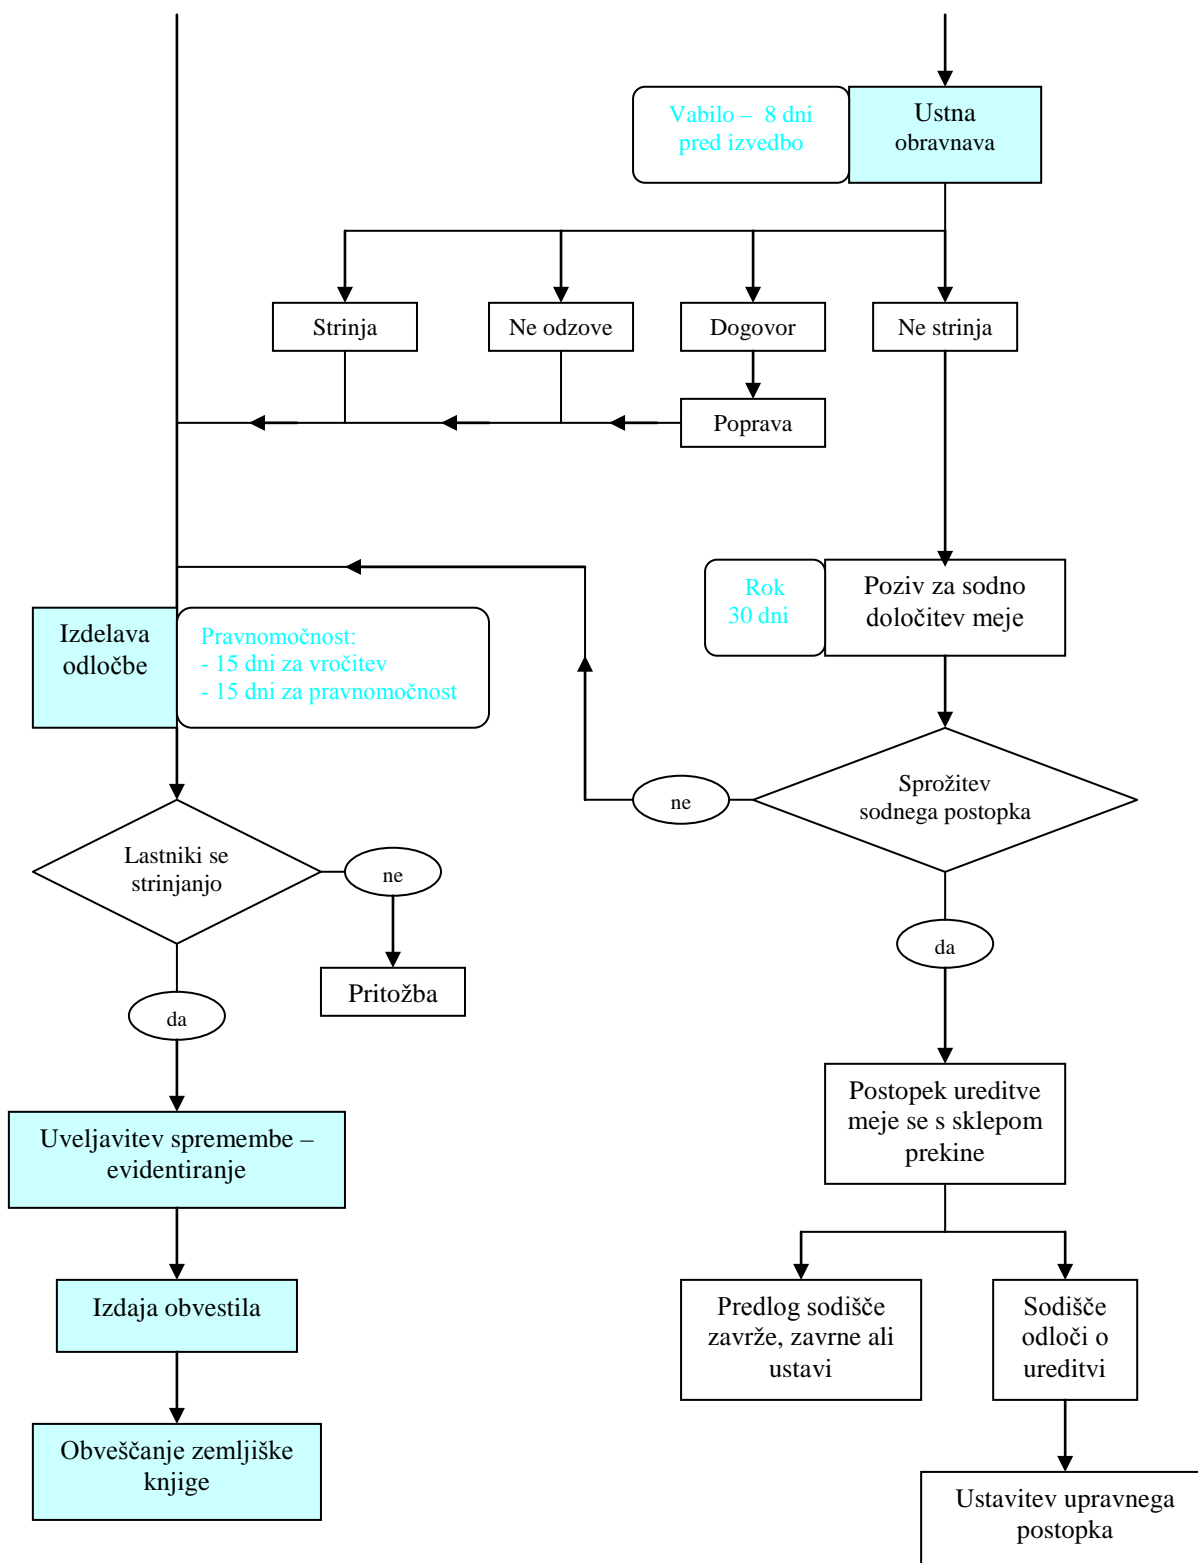 Vabilo – 8 dni
pred izvedbo
Ustna
obravnava
Strinja
Ne odzove
Dogovor
Ne strinja
Poprava
Rok
30 dni
Poziv za sodno
določitev meje
Izdelava
odločbe
Pravnomočnost:
- 15 dni za vročitev
- 15 dni za pravnomočnost
Sprožitev
sodnega postopka
ne
Lastniki se
strinjanjo
ne
da
Pritožba
da
Postopek ureditve
meje se s sklepom
prekine
Uveljavitev spremembe –
evidentiranje
Izdaja obvestila
Predlog sodišče
zavrže, zavrne ali
ustavi
Sodišče
odloči o
ureditvi
Obveščanje zemljiške
knjige
Ustavitev upravnega
postopka